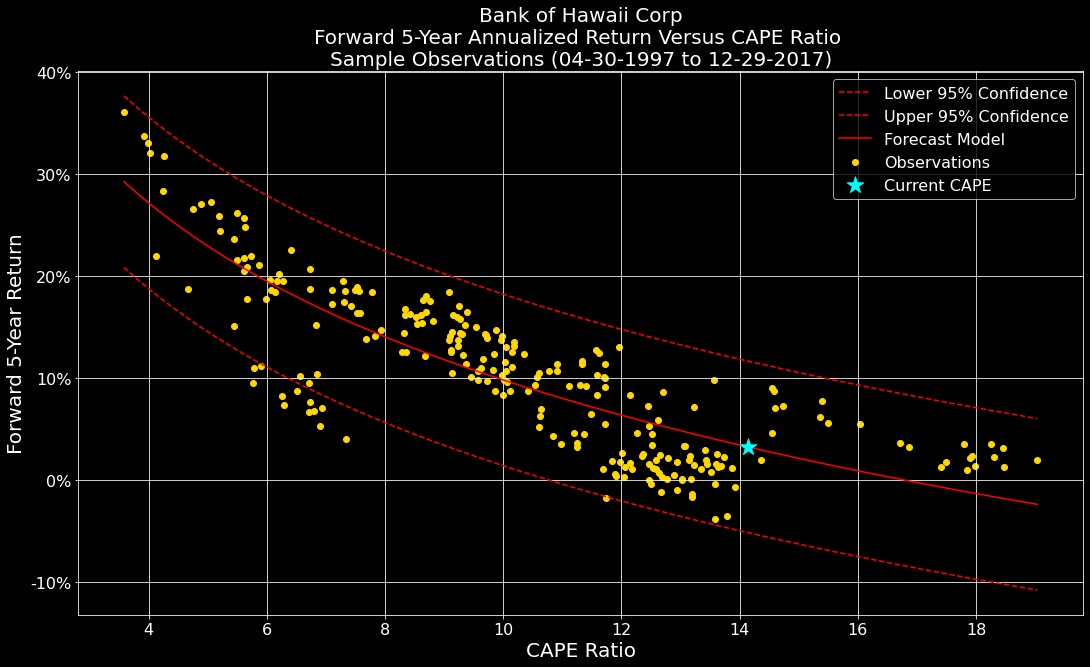 Bank of Hawaii Corp
Forward 5-Year Annualized Return Versus CAPE Ratio
Sample Observations (04-30-1997 to 12-29-2017)
40%
30%
20%
10%
0%
-10%
Forward 5-Year Return
Lower 95% Confidence
Upper 95% Confidence
Forecast Model
Observations
Current CAPE
4 6 8 10 12 14 16 18
CAPE Ratio